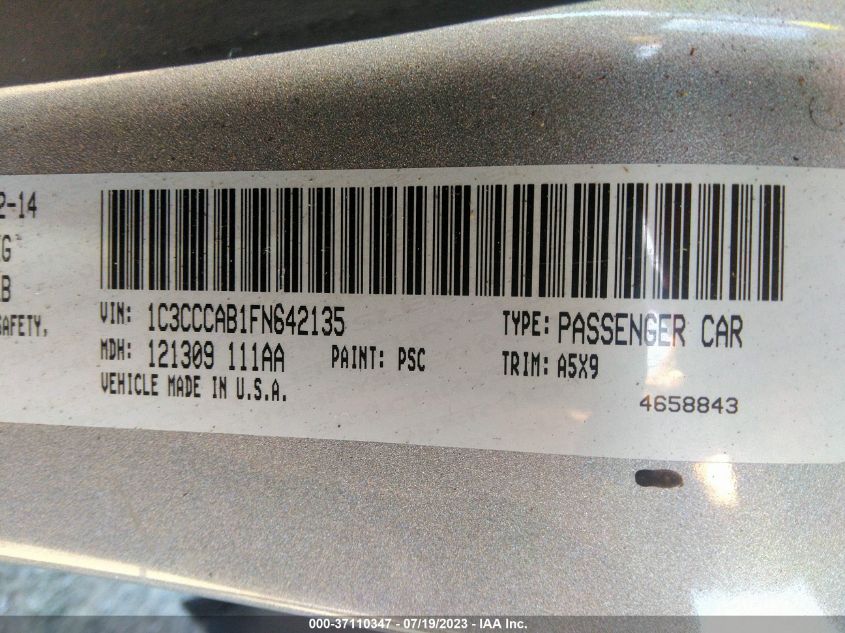 2-14
G
B
SAFETY,
VIN: 1C3CCCAB1FN642135
TYPE: PASSENGER CAR
MDH: 121309 111AA PAINT: PSC
TRIM: A5X9
VEHICLE MADE IN U.S.A.
4658843
000-37110347 - 07/19/2023 - IAA Inc.